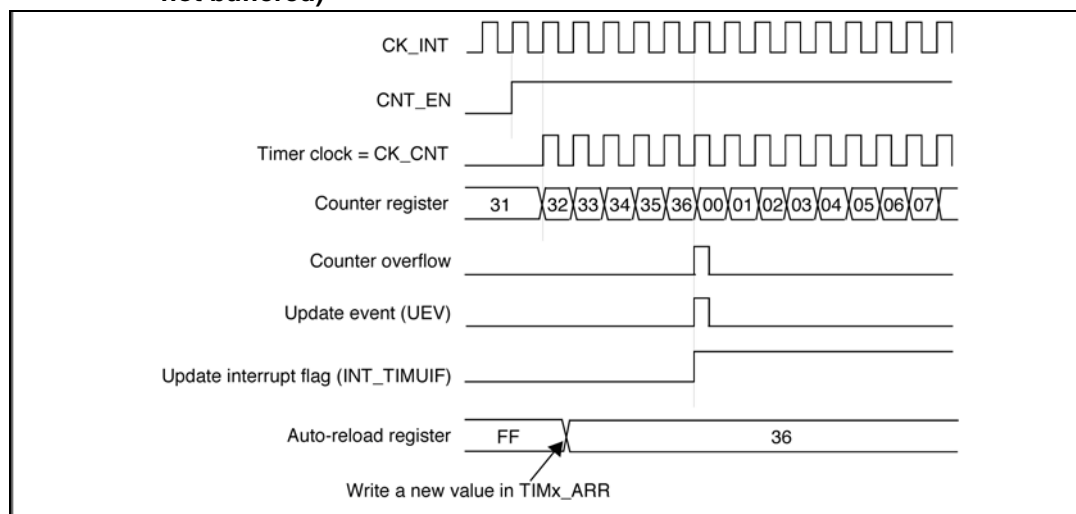 not buffered)
CK_INT
CNT_EN
Timer clock = CK_CNT
Counter register 31 32 33 34 35 36 00 01 02 03 04 05 06 07
Counter overflow
Update event (UEV)
Update interrupt flag (INT_TIMUIF)
Auto-reload register FF 36
Write a new value in TIMx_ARR